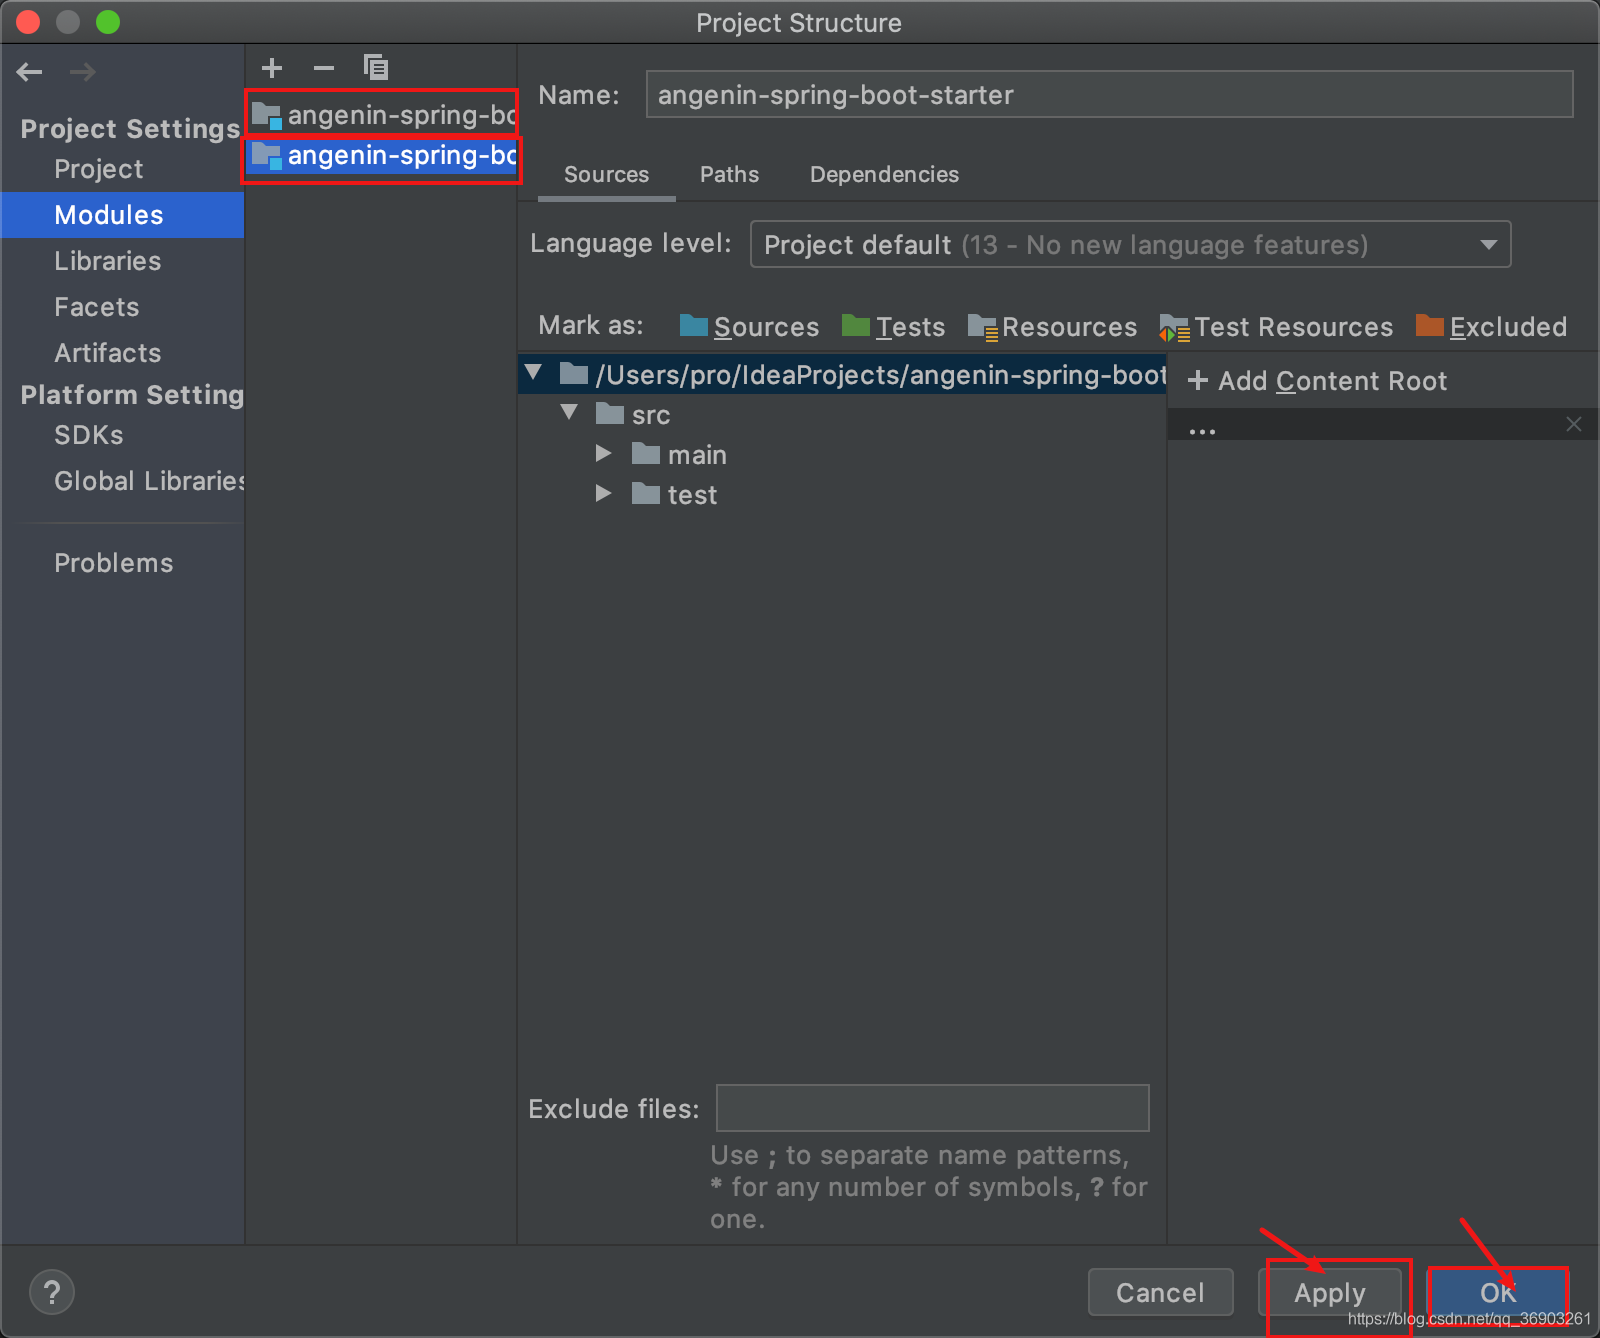 Project Structure
Project Settings
Project
Modules
Libraries
Facets
Artifacts
Platform Setting
SDKs
Global Libraries
Problems
angenin-spring-bo
angenin-spring-bo
Name: angenin-spring-boot-starter
Sources Paths Dependencies
Language level: Project default (13 - No new language features)
Mark as: Sources Tests Resources Test Resources Excluded
/Users/pro/IdeaProjects/angenin-spring-boot
src
main
test
+ Add Content Root
...
Exclude files:
Use ; to separate name patterns,
* for any number of symbols, ? for
one.
? Cancel Apply OK
https://blog.csdn.net/qq_36903261